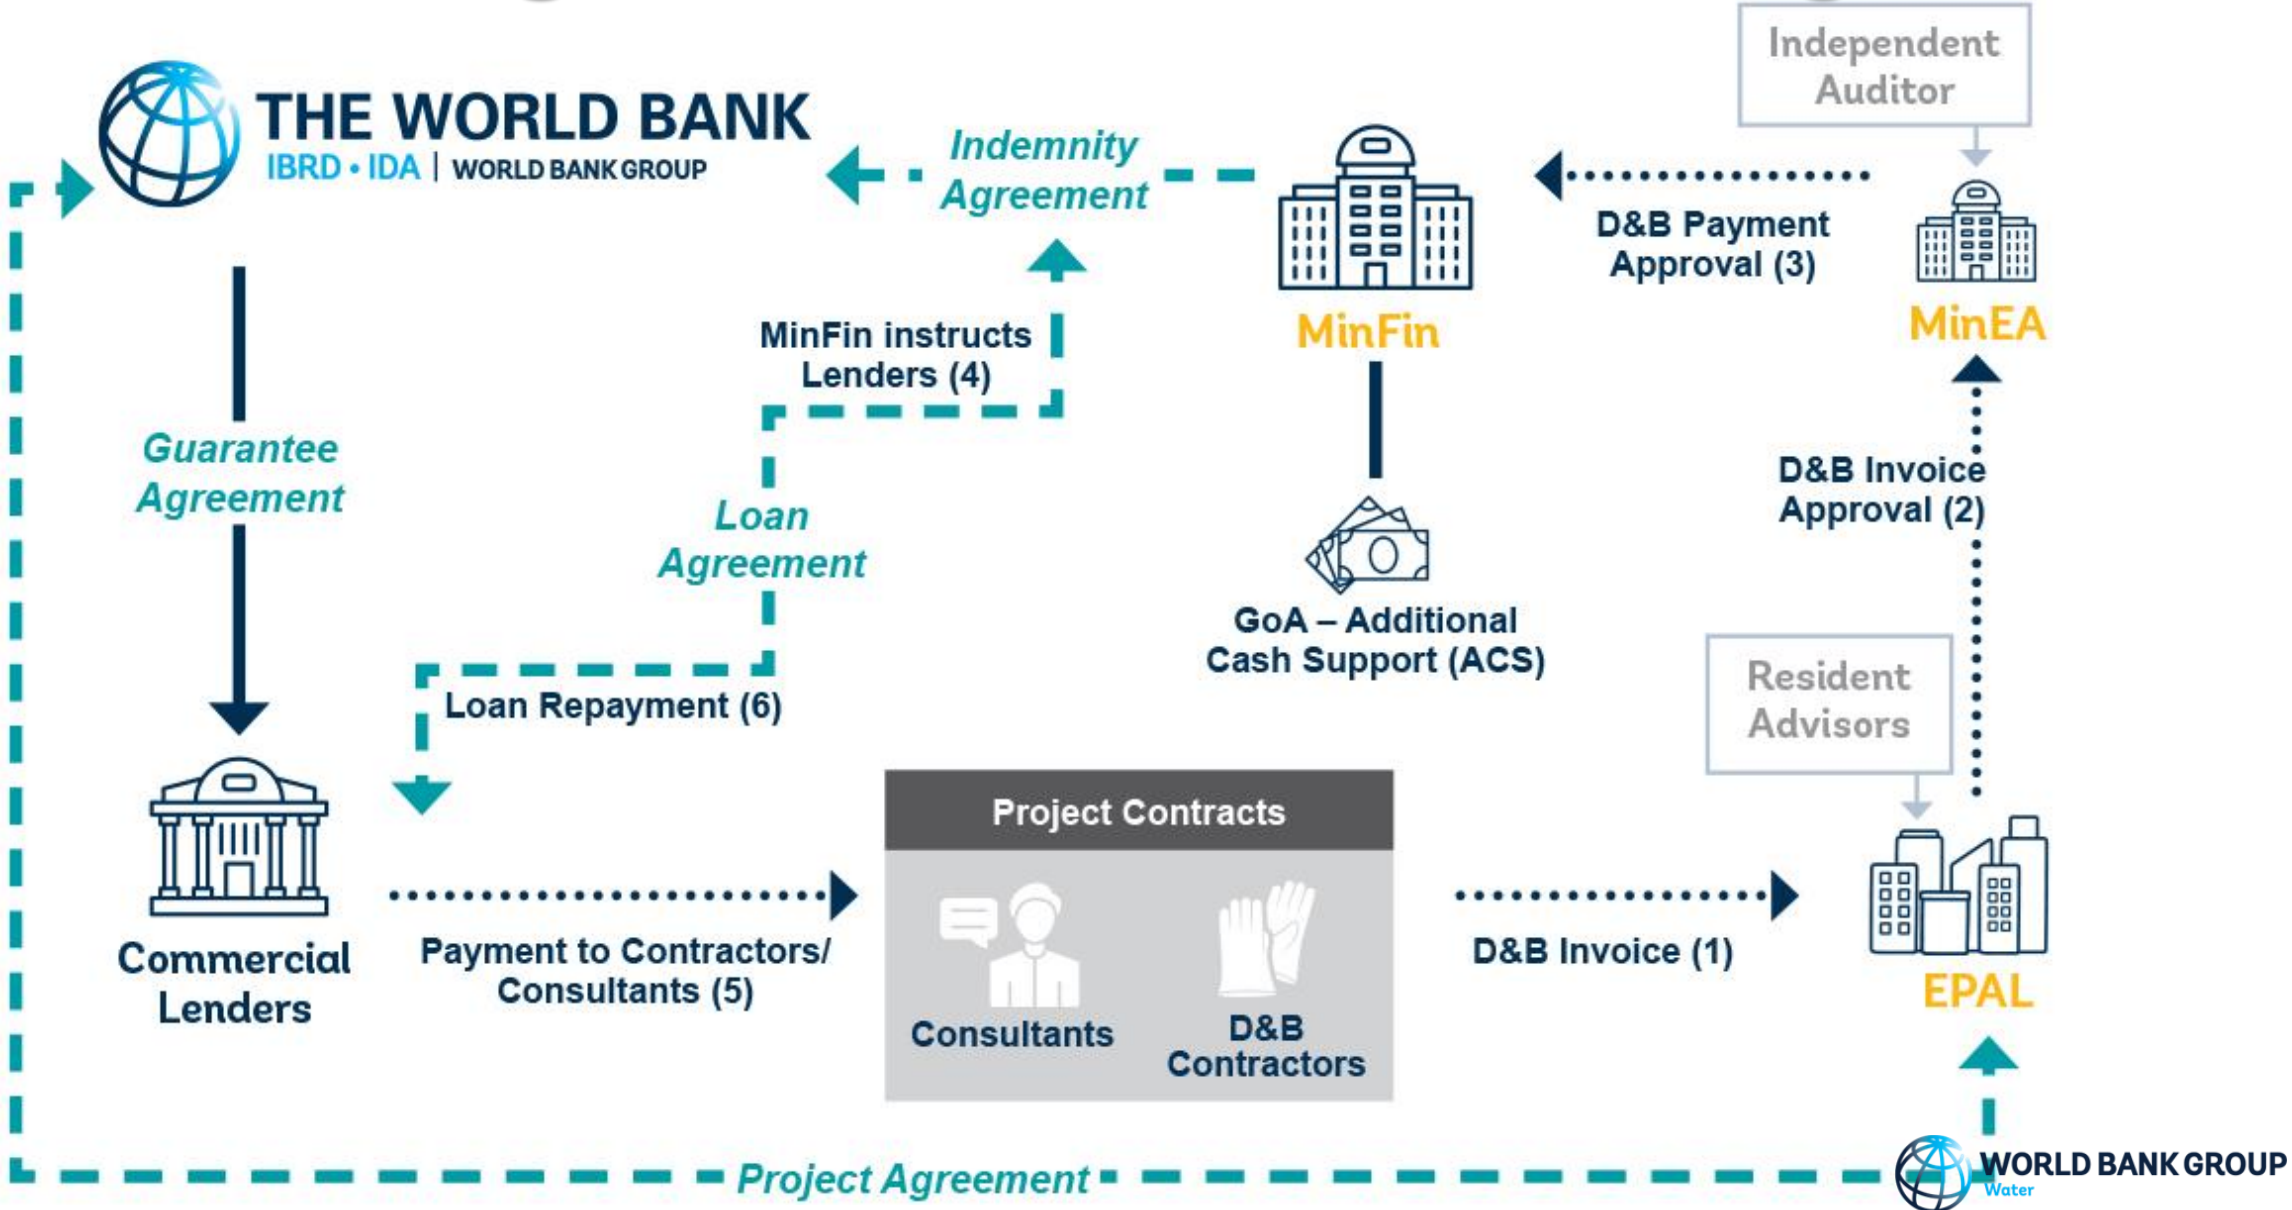 Independent
Auditor
THE WORLD BANK
IBRD • IDA | WORLD BANK GROUP
Indemnity
Agreement
D&B Payment
Approval (3)
MinFin
MinEA
MinFin instructs
Lenders (4)
Guarantee
Agreement
Loan
Agreement
D&B Invoice
Approval (2)
GoA – Additional
Cash Support (ACS)
Resident
Advisors
Loan Repayment (6)
Project Contracts
Commercial
Lenders
Payment to Contractors/
Consultants (5)
Consultants
D&B
Contractors
D&B Invoice (1)
EPAL
Project Agreement
WORLD BANK GROUP
Water